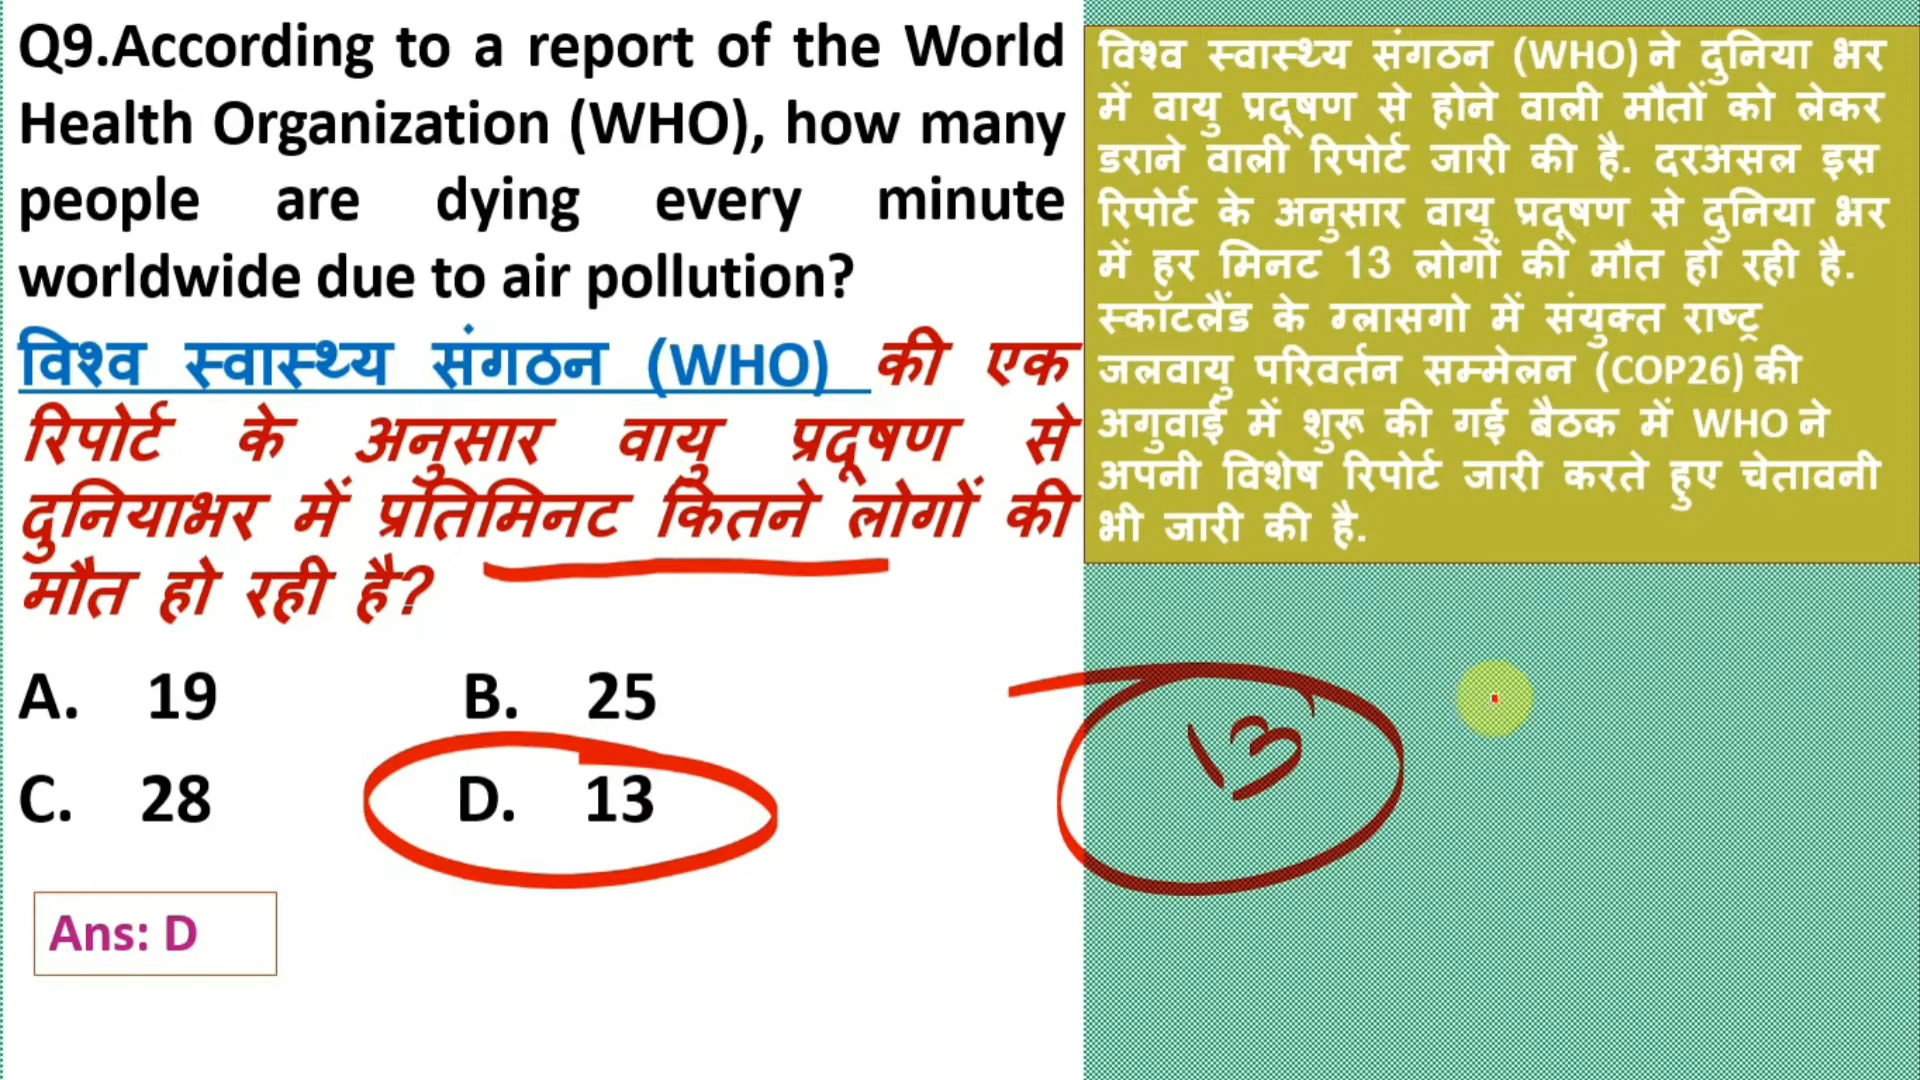 Q9.According to a report of the World
Health Organization (WHO), how many
people are dying every minute
worldwide due to air pollution?
विश्व स्वास्थ्य संगठन (WHO) की एक
रिपोर्ट के अनुसार वायु प्रदूषण से
दुनियाभर में प्रतिमिनट कितने लोगों की
मौत हो रही है?
A. 19 B. 25
C. 28 D. 13
Ans: D
विश्व स्वास्थ्य संगठन (WHO) ने दुनिया भर
में वायु प्रदूषण से होने वाली मौतों को लेकर
डराने वाली रिपोर्ट जारी की है. दरअसल इस
रिपोर्ट के अनुसार वायु प्रदूषण से दुनिया भर
में हर मिनट 13 लोगों की मौत हो रही है.
स्कॉटलैंड के ग्लासगो में संयुक्त राष्ट्र
जलवायु परिवर्तन सम्मेलन (COP26) की
अगुवाई में शुरू की गई बैठक में WHO ने
अपनी विशेष रिपोर्ट जारी करते हुए चेतावनी
भी जारी की है.
13